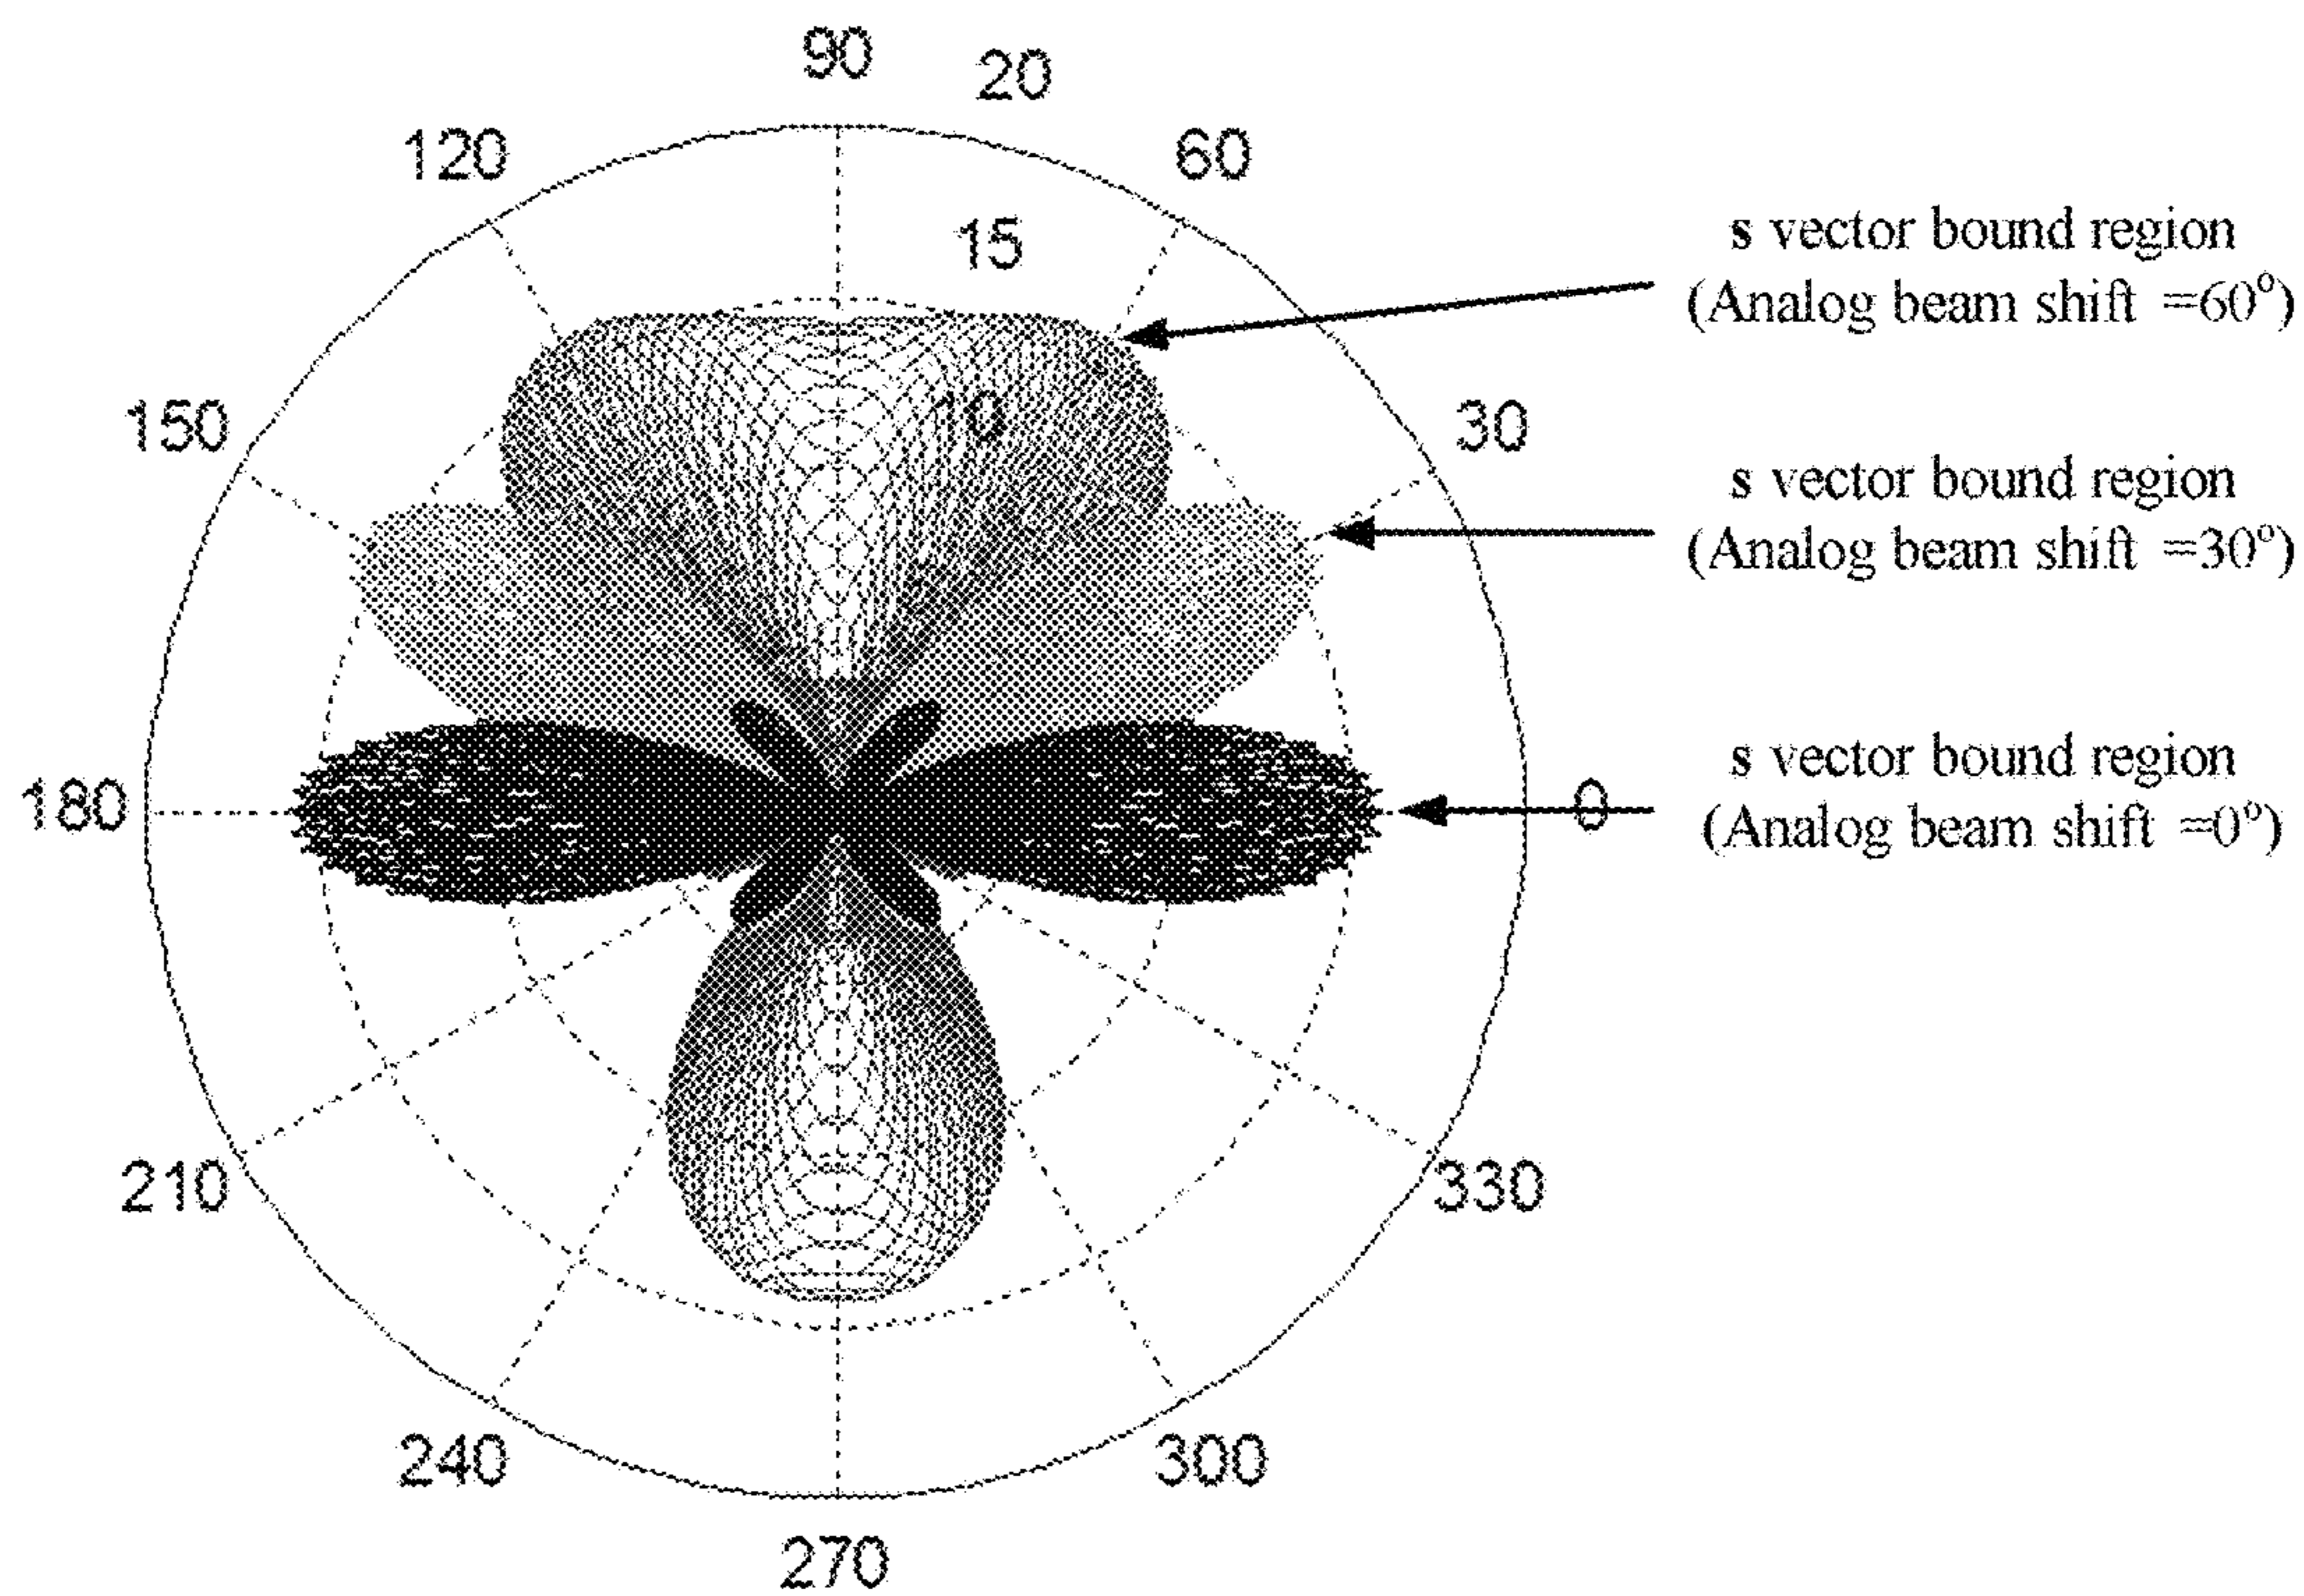 90
20
120
60
15
s vector bound region
(Analog beam shift =60°)
10
150
30
s vector bound region
(Analog beam shift =30°)
180
0
s vector bound region
(Analog beam shift =0°)
210
330
240
300
270